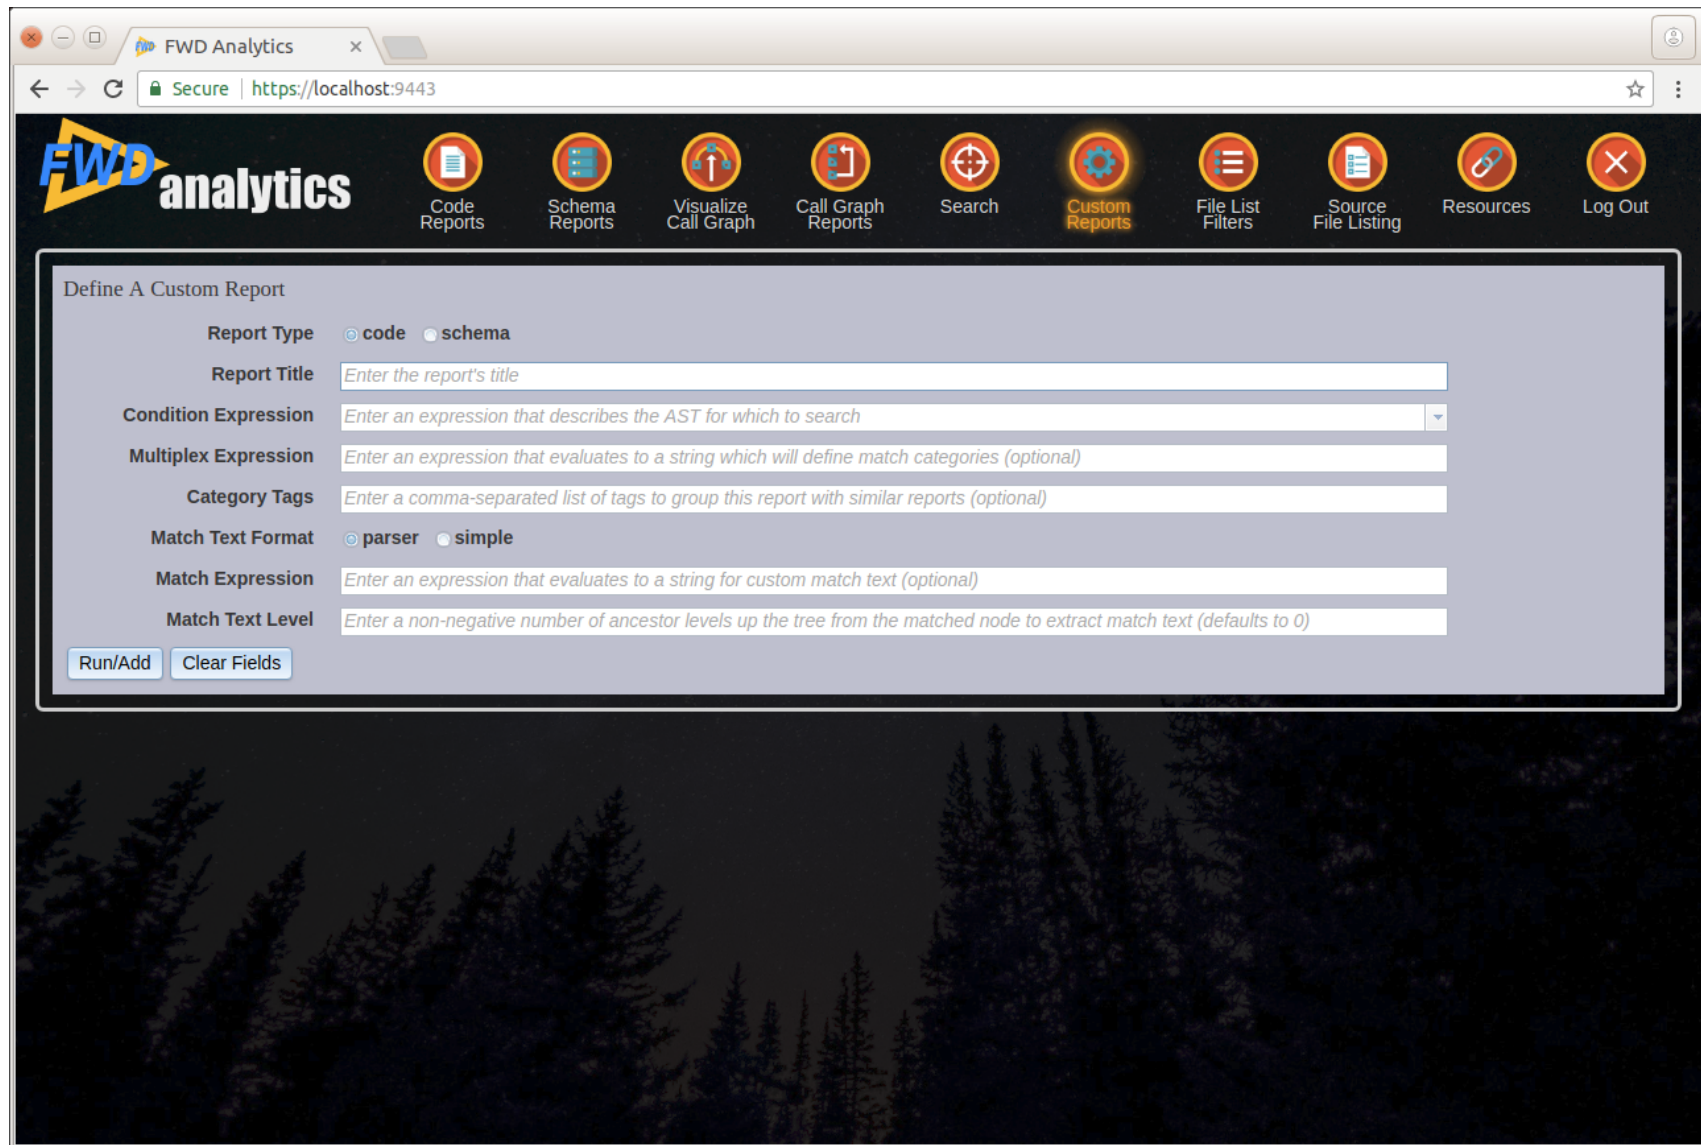 FWD Analytics
Secure | https://localhost:9443
FWD analytics
Code Reports
Schema Reports
Visualize Call Graph
Call Graph Reports
Search
Custom Reports
File List Filters
Source File Listing
Resources
Log Out
Define A Custom Report
Report Type code schema
Report Title Enter the report's title
Condition Expression Enter an expression that describes the AST for which to search
Multiplex Expression Enter an expression that evaluates to a string which will define match categories (optional)
Category Tags Enter a comma-separated list of tags to group this report with similar reports (optional)
Match Text Format parser simple
Match Expression Enter an expression that evaluates to a string for custom match text (optional)
Match Text Level Enter a non-negative number of ancestor levels up the tree from the matched node to extract match text (defaults to 0)
Run/Add Clear Fields